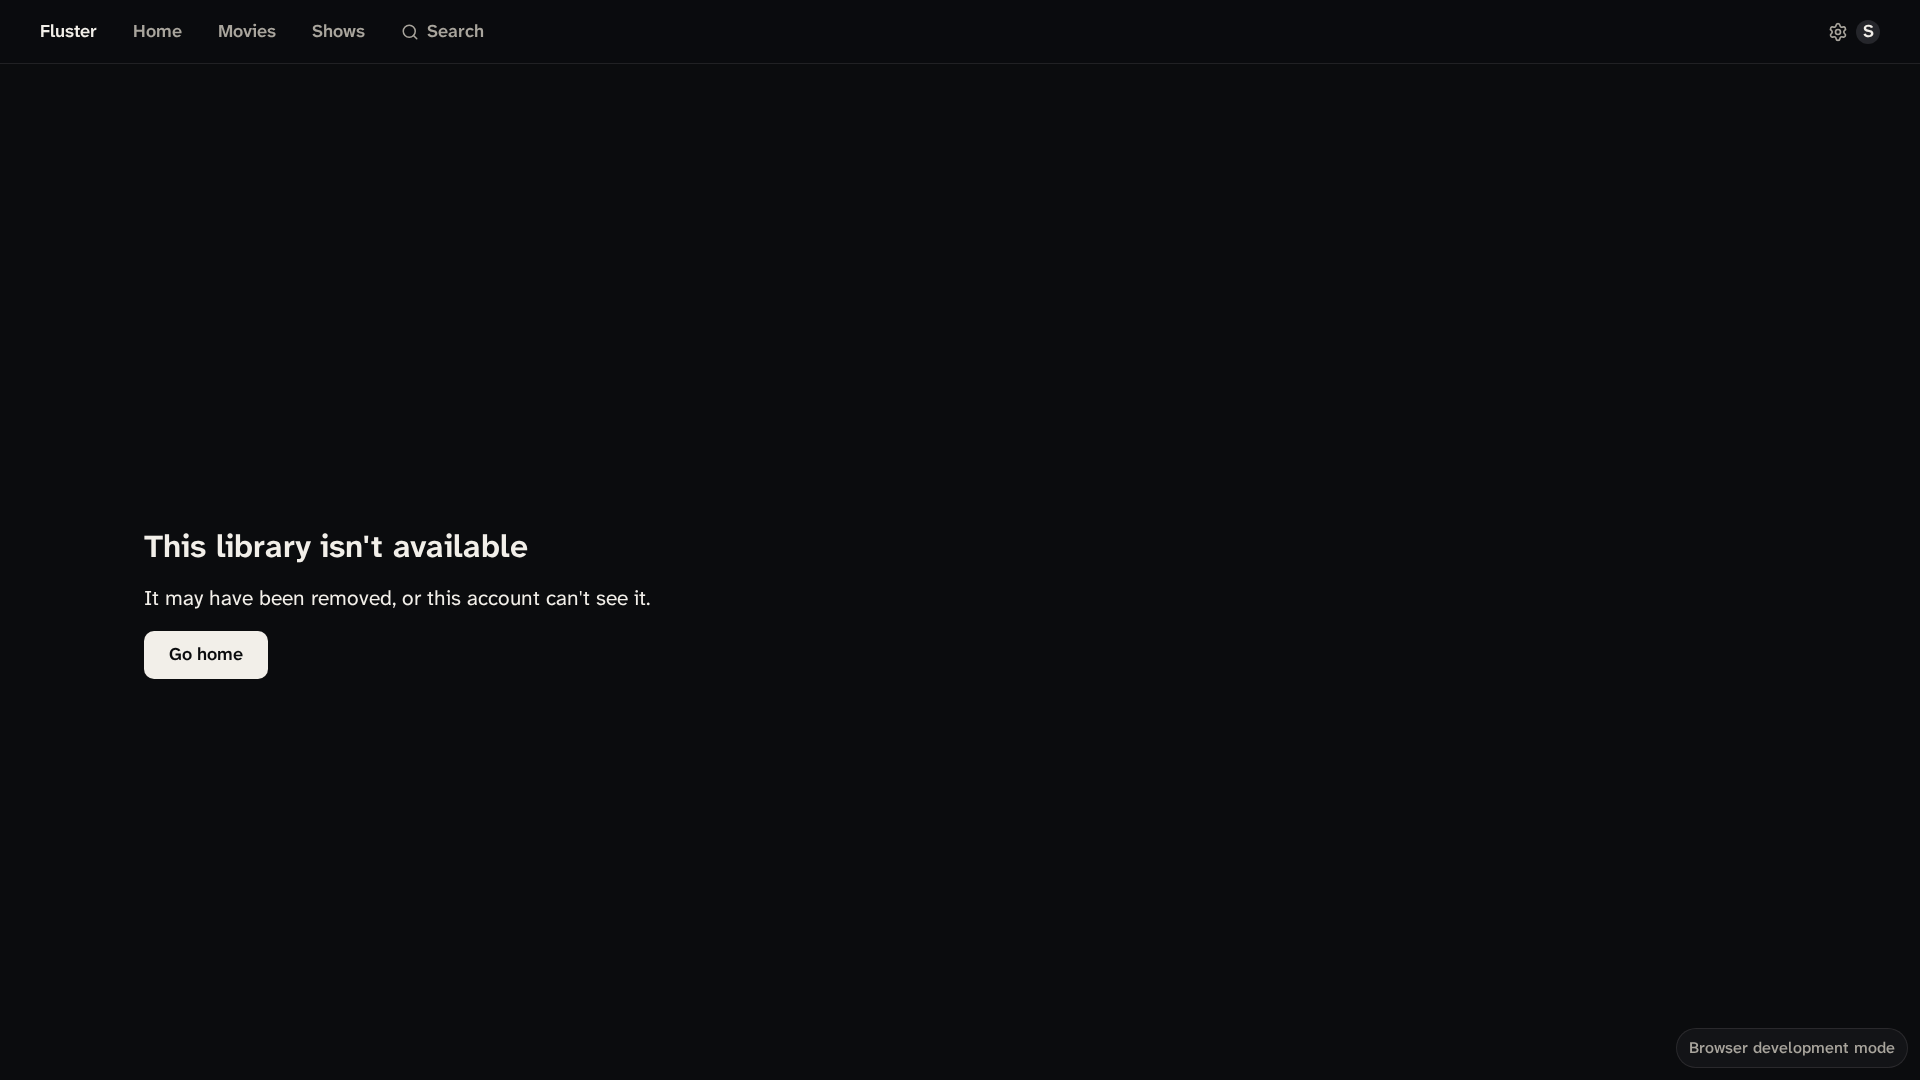 Fluster Home Movies Shows Search S
This library isn't available
It may have been removed, or this account can't see it.
Go home
Browser development mode